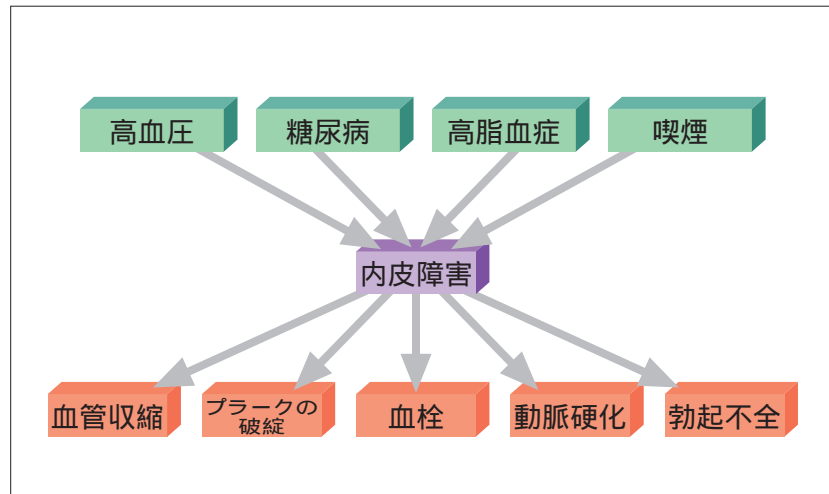 高血圧
糖尿病
高脂血症
喫煙
内皮障害
血管収縮
プラークの
破綻
血栓
動脈硬化
勃起不全